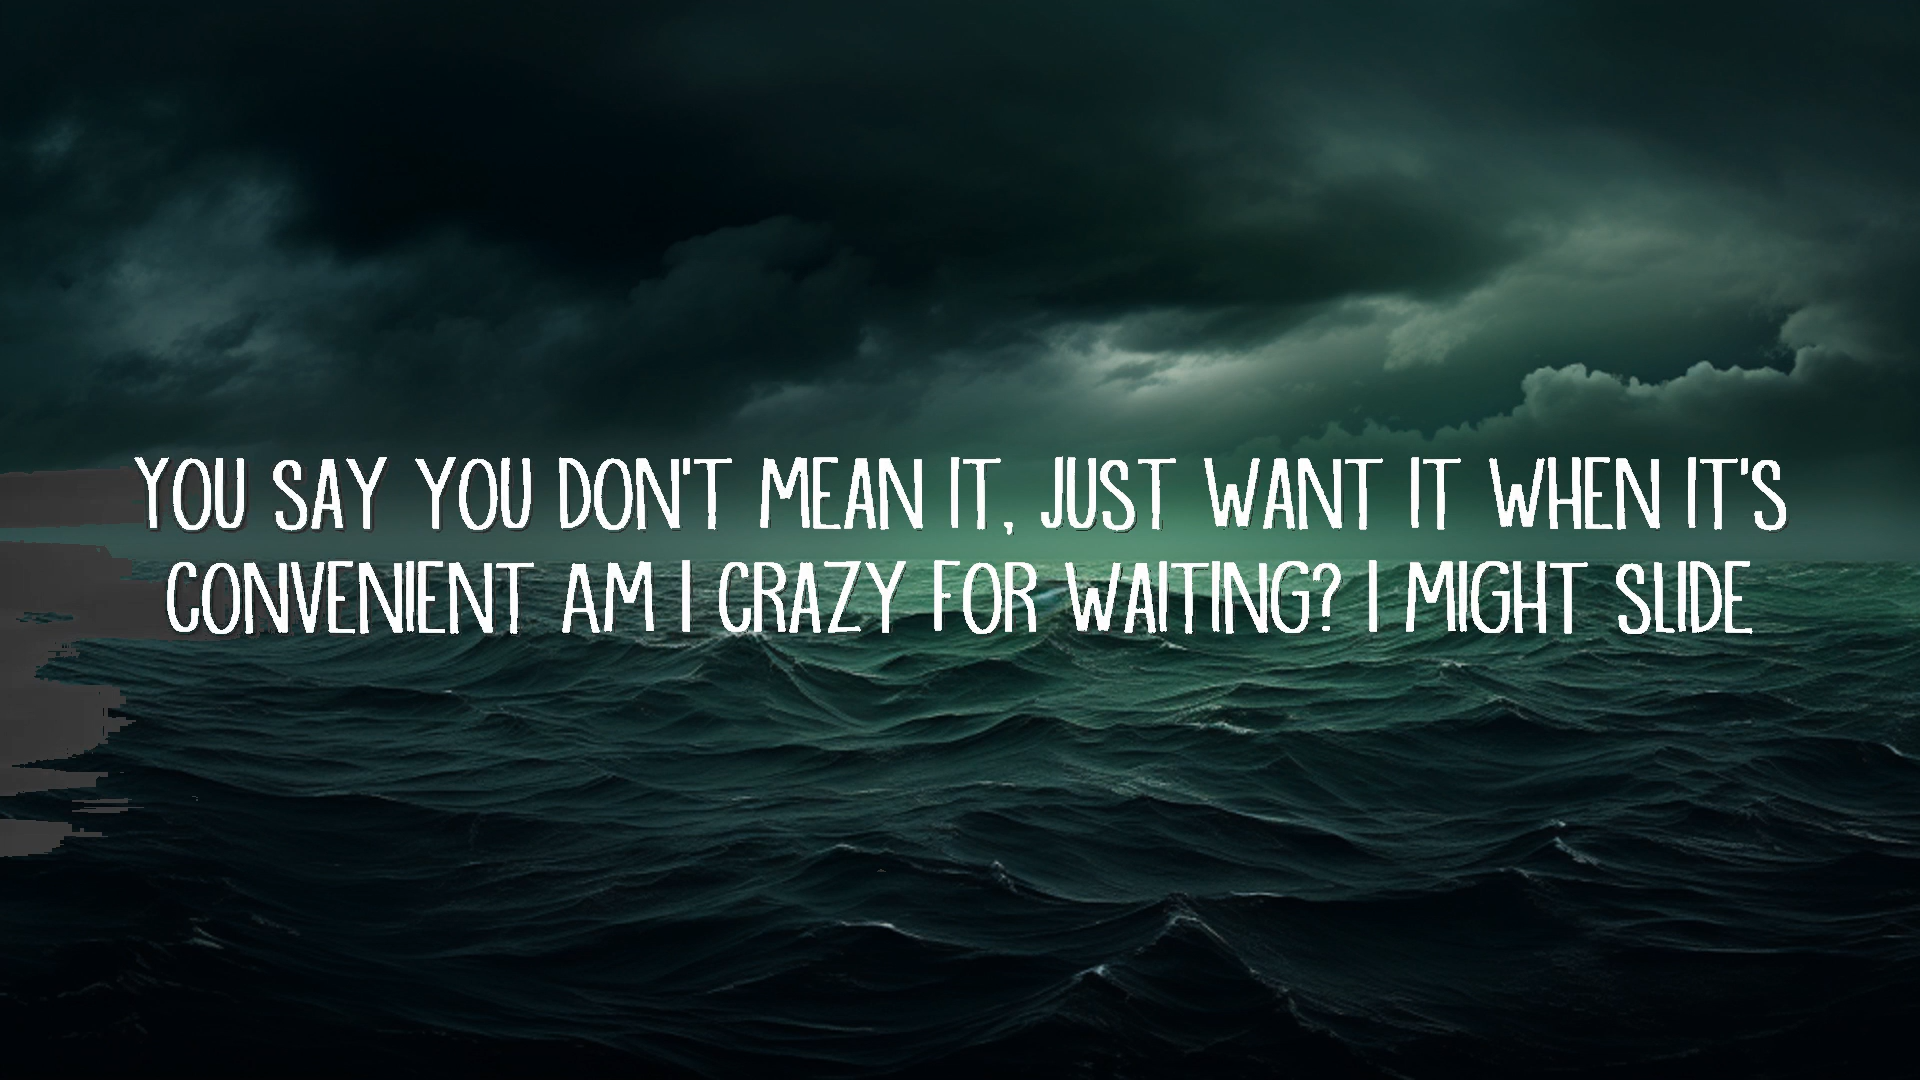 YOU SAY YOU DON'T MEAN IT, JUST WANT IT WHEN IT'S
CONVENIENT AM I CRAZY FOR WAITING? I MIGHT SLIDE